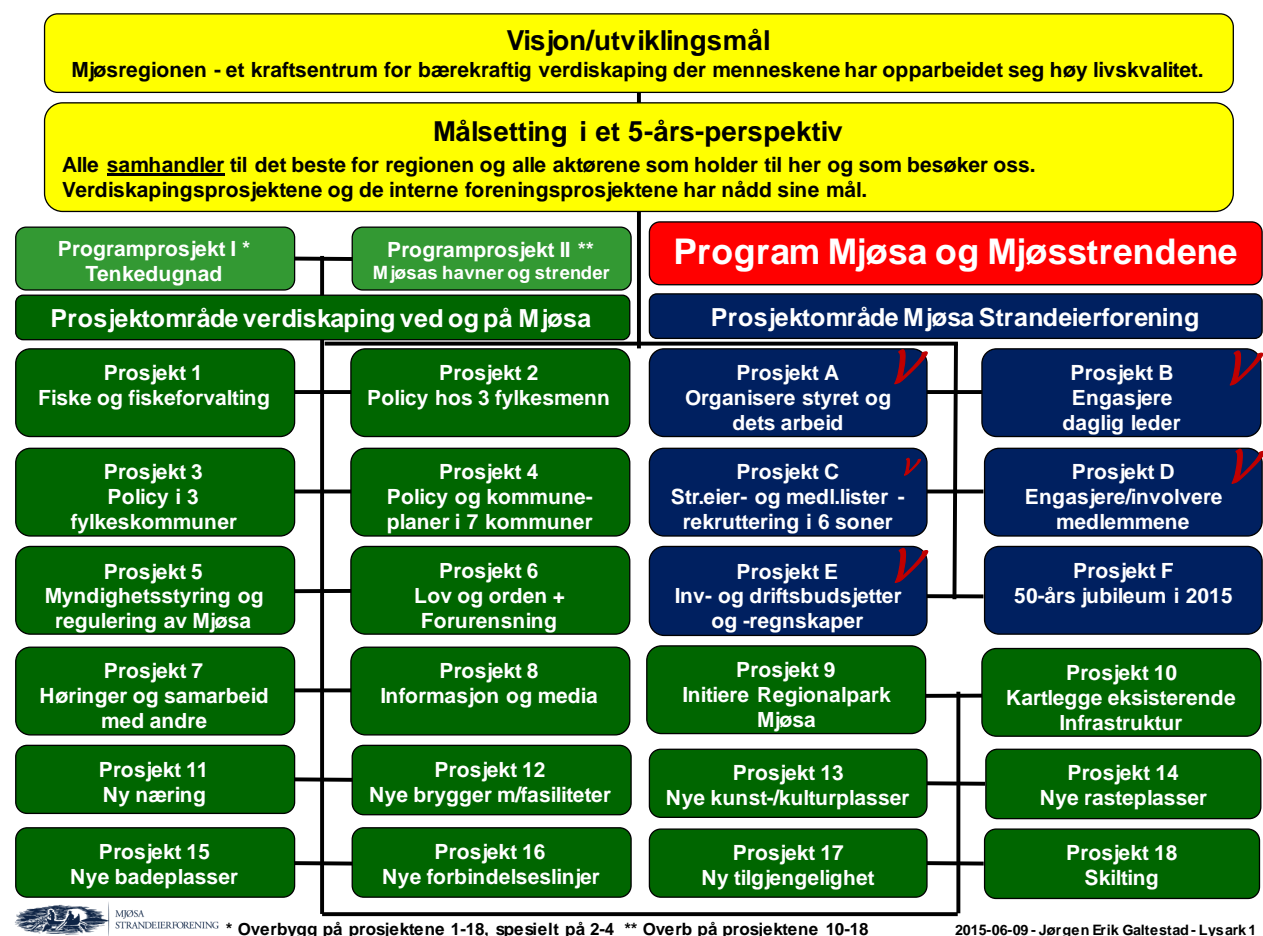 Visjon/utviklingsmål
Mjøsregionen - et kraftsentrum for bærekraftig verdiskaping der menneskene har opparbeidet seg høy livskvalitet.
Målsetting i et 5-års-perspektiv
Alle samhandler til det beste for regionen og alle aktørene som holder til her og som besøker oss.
Verdiskapingsprosjektene og de interne foreningsprosjektene har nådd sine mål.
Programprosjekt I *
Tenkedugnad
Programprosjekt II **
Mjøsas havner og strender
Program Mjøsa og Mjøsstrendene
Prosjektområde verdiskaping ved og på Mjøsa
Prosjektområde Mjøsa Strandeierforening
Prosjekt 1
Fiske og fiskeforvalting
Prosjekt 2
Policy hos 3 fylkesmenn
Prosjekt A
Organisere styret og
dets arbeid
Prosjekt B
Engasjere
daglig leder
Prosjekt 3
Policy i 3
fylkeskommuner
Prosjekt 4
Policy og kommune-
planer i 7 kommuner
Prosjekt C
Str.eier- og medl.lister -
rekruttering i 6 soner
Prosjekt D
Engasjere/involvere
medlemmene
Prosjekt 5
Myndighetsstyring og
regulering av Mjøsa
Prosjekt 6
Lov og orden +
Forurensning
Prosjekt E
Inv- og driftsbudsjetter
og -regnskaper
Prosjekt F
50-års jubileum i 2015
Prosjekt 7
Høringer og samarbeid
med andre
Prosjekt 8
Informasjon og media
Prosjekt 9
Initiere Regionalpark
Mjøsa
Prosjekt 10
Kartlegge eksisterende
Infrastruktur
Prosjekt 11
Ny næring
Prosjekt 12
Nye brygger m/fasiliteter
Prosjekt 13
Nye kunst-/kulturplasser
Prosjekt 14
Nye rasteplasser
Prosjekt 15
Nye badeplasser
Prosjekt 16
Nye forbindelseslinjer
Prosjekt 17
Ny tilgjengelighet
Prosjekt 18
Skilting
MJØSA
STRANDEIERFORENING
* Overbygg på prosjektene 1-18, spesielt på 2-4 ** Overb på prosjektene 10-18
2015-06-09 - Jørgen Erik Galtestad - Lysark 1